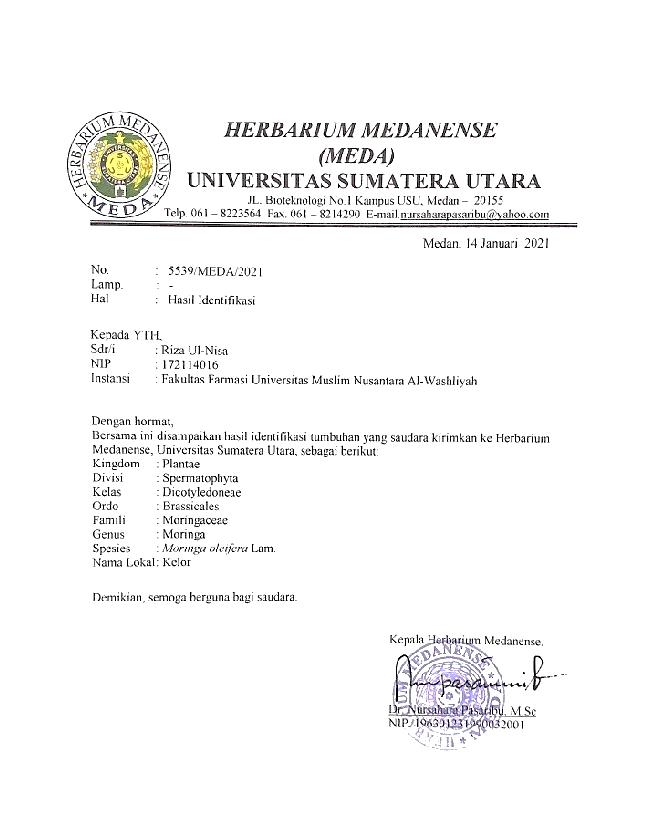 HERBARIUM MEDANENSE
MEDA
HERBARIUM MEDANENSE
(MEDA)
UNIVERSITAS SUMATERA UTARA
JL. Bioteknologi No.1 Kampus USU, Medan – 20155
Telp. 061 – 8223564 Fax. 061 – 8214290 E-mail.nursaharapasaribu@yahoo.com
Medan, 14 Januari 2021
No. : 5539/MEDA/2021
Lamp. : -
Hal : Hasil Identifikasi
Kepada YTH,
Sdr/i : Riza Ul-Nisa
NIP : 172114016
Instansi : Fakultas Farmasi Universitas Muslim Nusantara Al-Washliyah
Dengan hormat,
Bersama ini disampaikan hasil identifikasi tumbuhan yang saudara kirimkan ke Herbarium
Medanense, Universitas Sumatera Utara, sebagai berikut:
Kingdom : Plantae
Divisi : Spermatophyta
Kelas : Dicotyledoneae
Ordo : Brassicales
Famili : Moringaceae
Genus : Moringa
Spesies : Moringa oleifera Lam.
Nama Lokal: Kelor
Demikian, semoga berguna bagi saudara.
Kepala Herbarium Medanense.
Dr. Nursahara Pasaribu, M.Sc
NIP.